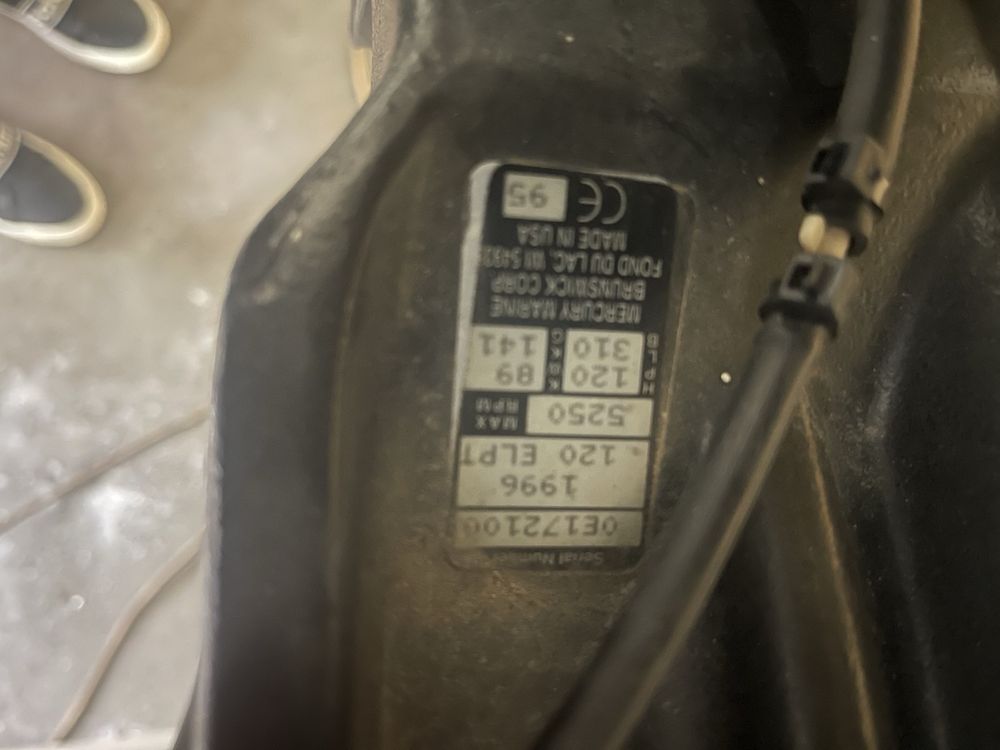 Serial Number
0E172100
1996
120 ELPT
5250 MAX RPM
HP 120 KW 89
LB 310 KG 141
MERCURY MARINE
BRUNSWICK CORP.
FOND DU LAC, WI
MADE IN USA
CE 95